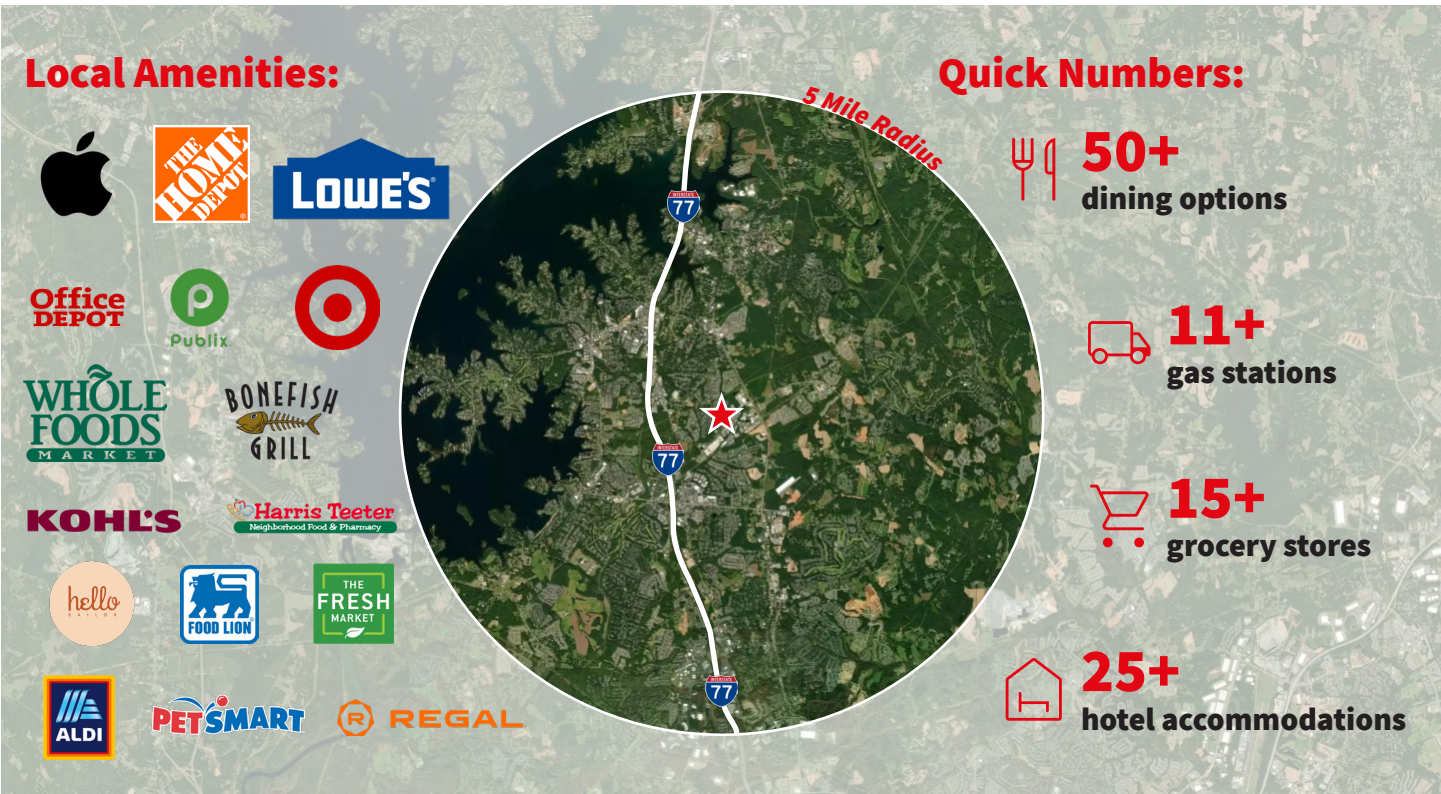 Local Amenities:
THE
HOME
DEPOT
LOWE'S
Office
DEPOT
Publix
WHOLE
FOODS
MARKET
BONEFISH
GRILL
KOHL'S
Harris Teeter
Neighborhood Food & Pharmacy
hello
SAILOR
FOOD LION
THE
FRESH
MARKET
ALDI
PETSMART
R REGAL
5 Mile Radius
INTERSTATE
77
INTERSTATE
77
INTERSTATE
77
Quick Numbers:
50+
dining options
11+
gas stations
15+
grocery stores
25+
hotel accommodations